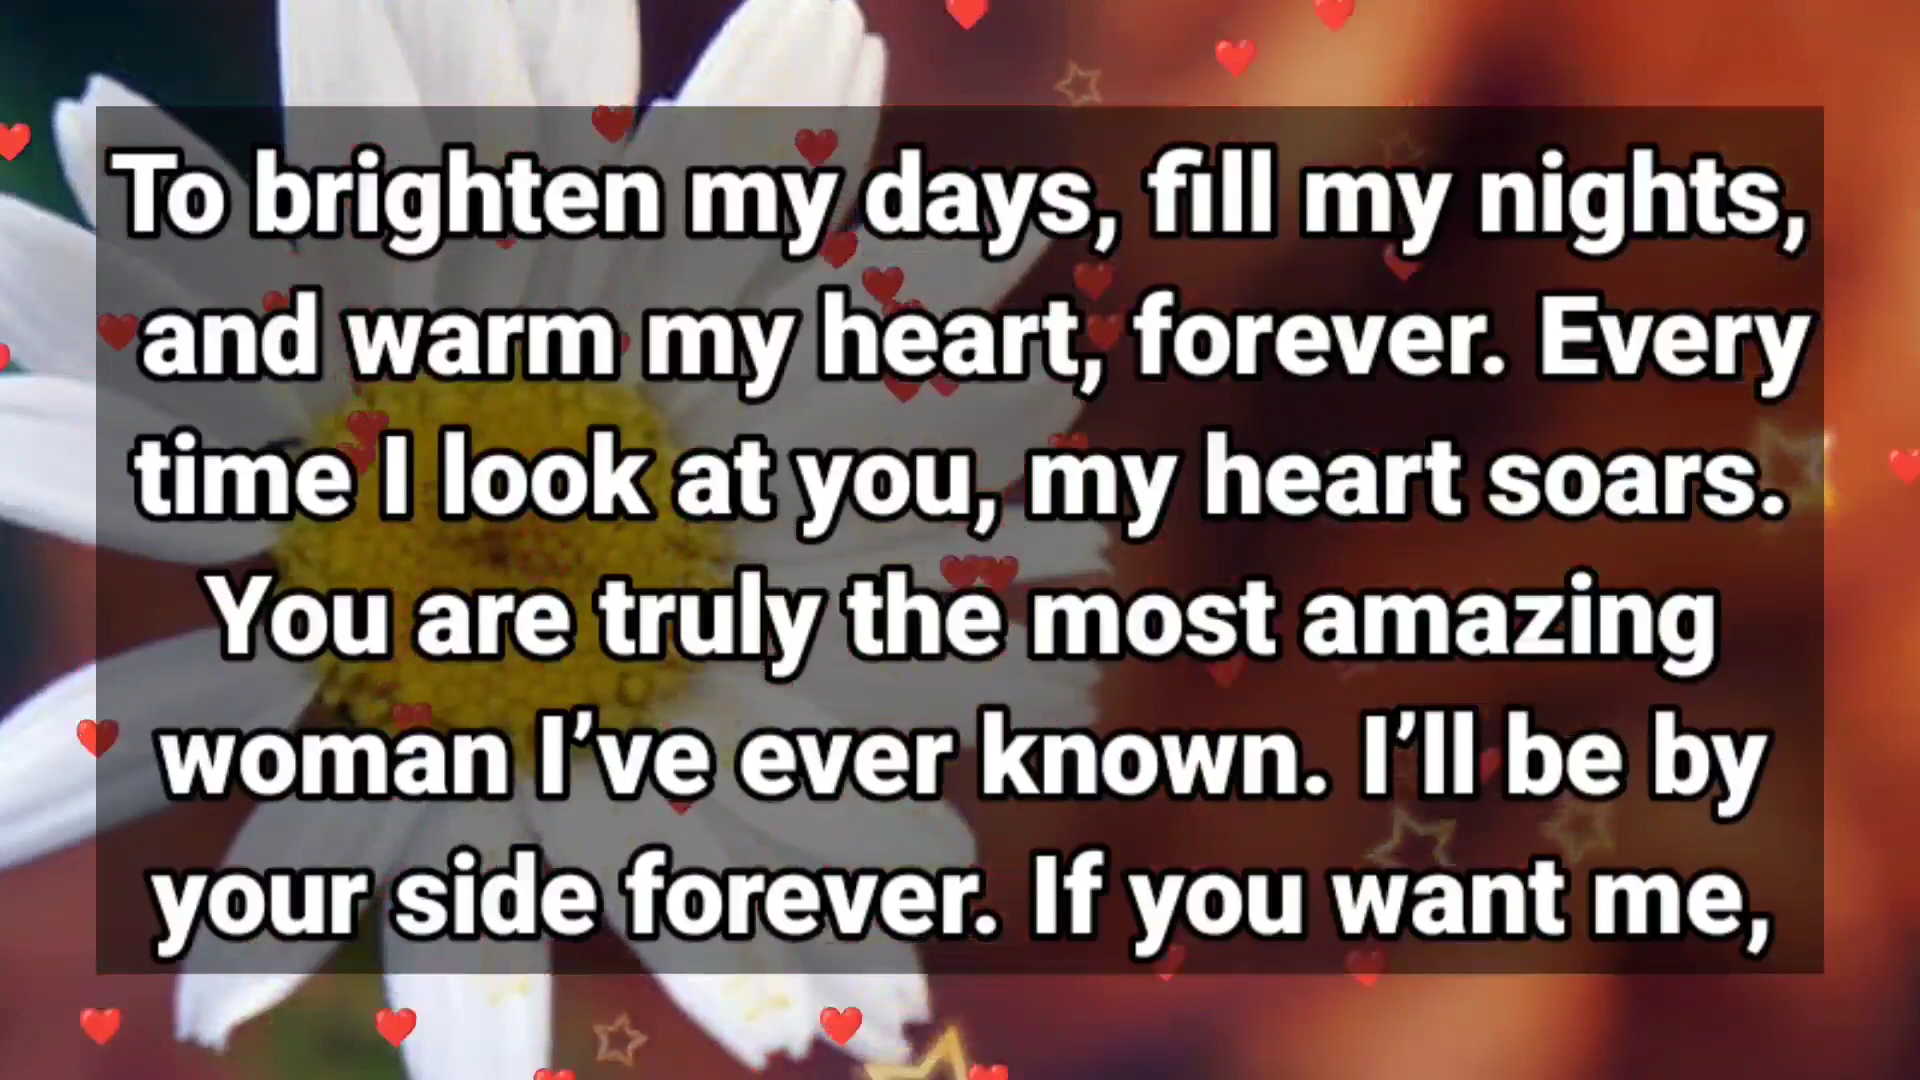 To brighten my days, fill my nights,
and warm my heart, forever. Every
time I look at you, my heart soars.
You are truly the most amazing
woman I’ve ever known. I’ll be by
your side forever. If you want me,